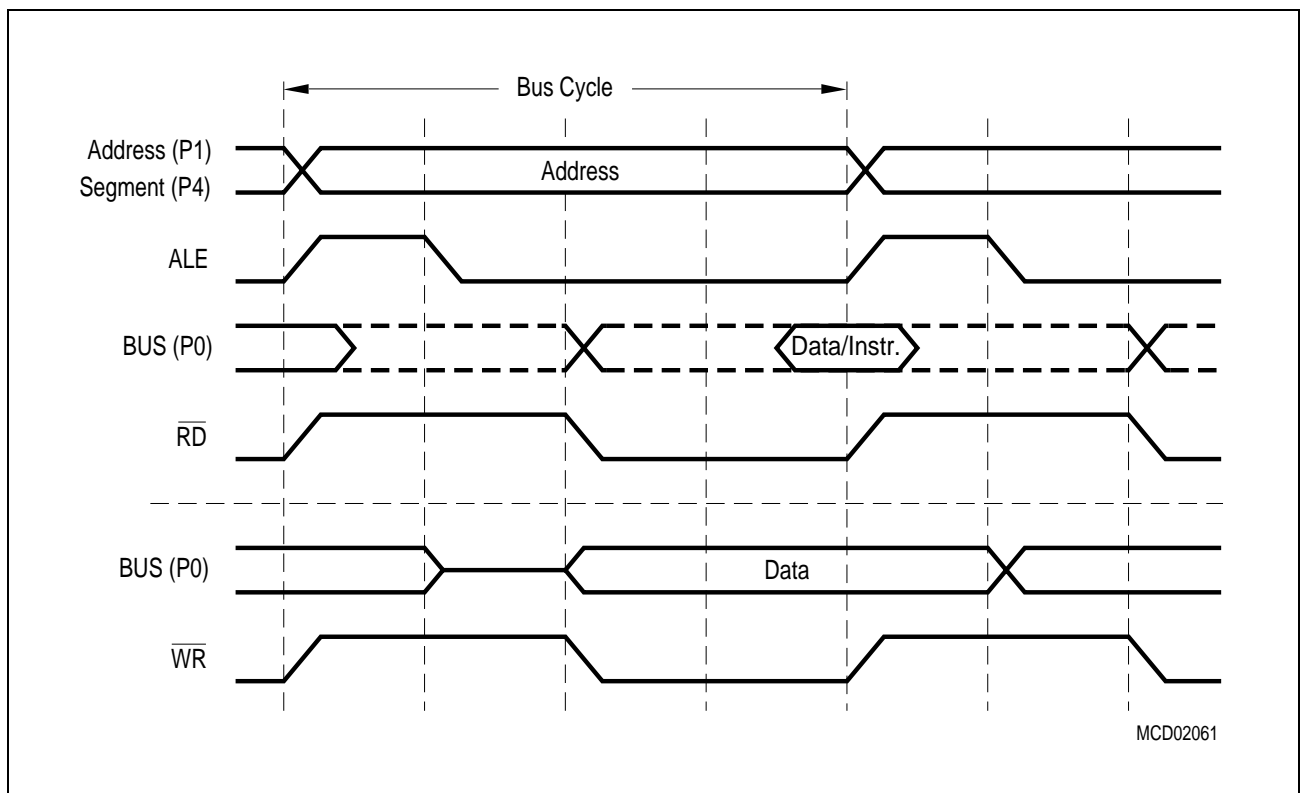 Bus Cycle
Address (P1)
Segment (P4)
Address
ALE
BUS (P0)
Data/Instr.
RD
BUS (P0)
Data
WR
MCD02061